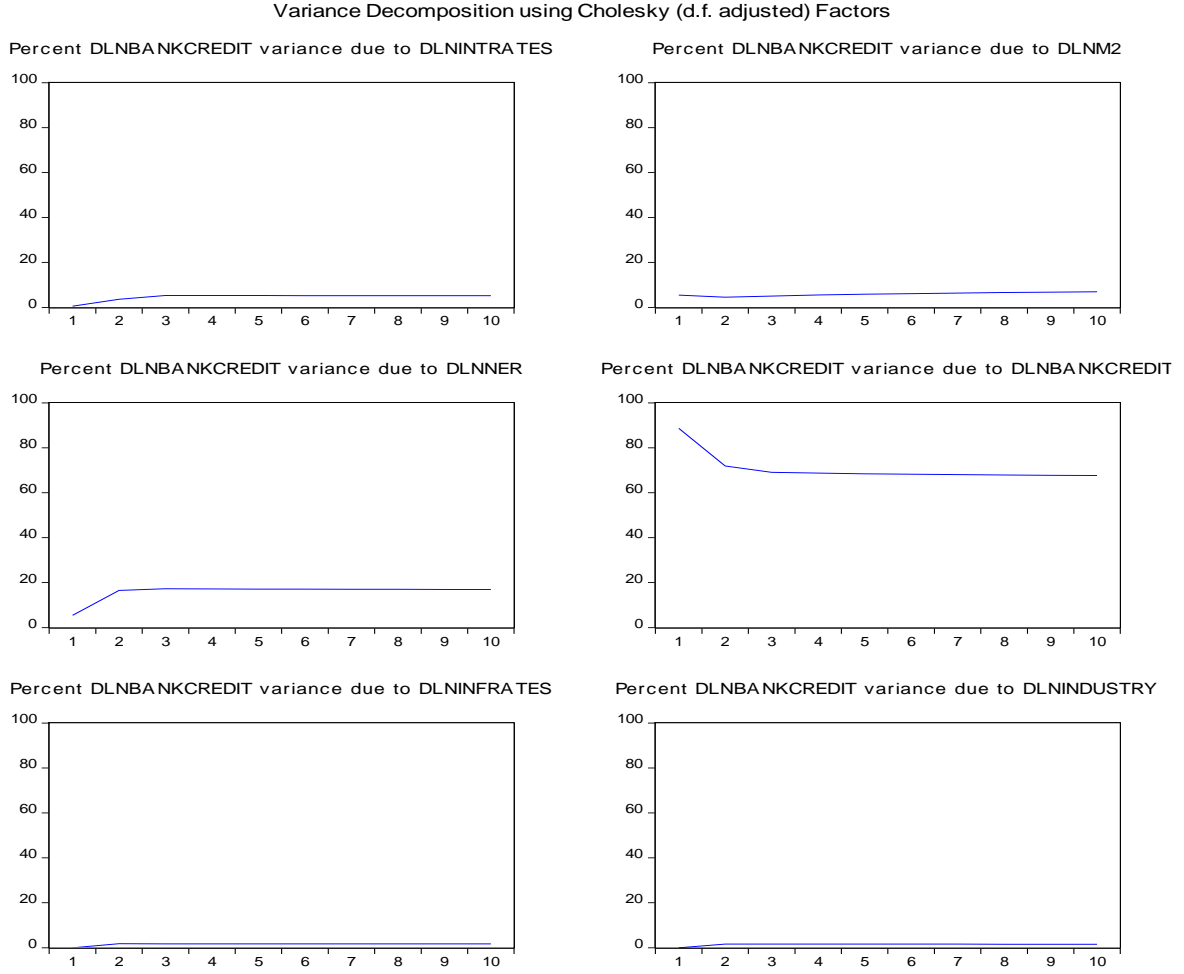 Variance Decomposition using Cholesky (d.f. adjusted) Factors
Percent DLNBANKCREDIT variance due to DLNINTRATES
100
80
60
40
20
0
1 2 3 4 5 6 7 8 9 10
Percent DLNBANKCREDIT variance due to DLNM2
100
80
60
40
20
0
1 2 3 4 5 6 7 8 9 10
Percent DLNBANKCREDIT variance due to DLNNER
100
80
60
40
20
0
1 2 3 4 5 6 7 8 9 10
Percent DLNBANKCREDIT variance due to DLNBANKCREDIT
100
80
60
40
20
0
1 2 3 4 5 6 7 8 9 10
Percent DLNBANKCREDIT variance due to DLNINFRATES
100
80
60
40
20
0
1 2 3 4 5 6 7 8 9 10
Percent DLNBANKCREDIT variance due to DLNINDUSTRY
100
80
60
40
20
0
1 2 3 4 5 6 7 8 9 10